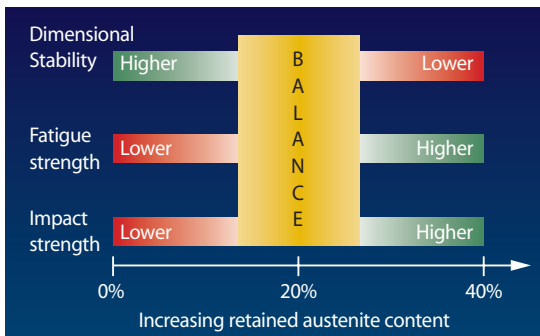 Dimensional
Stability
Higher
Lower
Fatigue
strength
Lower
Higher
Impact
strength
Lower
Higher
BALANCE
0%
20%
40%
Increasing retained austenite content